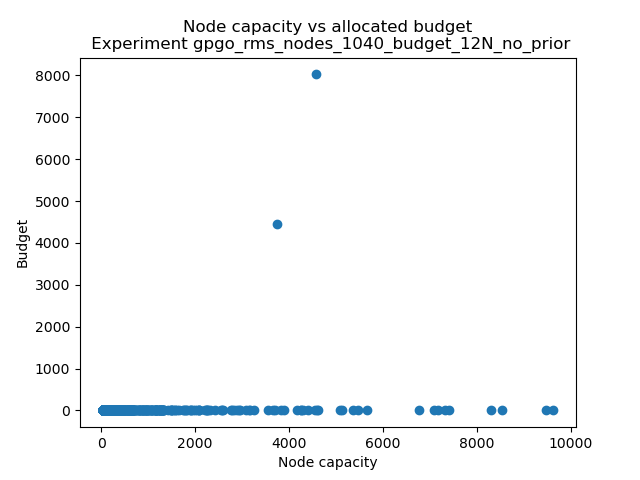 Node capacity vs allocated budget
Experiment gpgo_rms_nodes_1040_budget_12N_no_prior
8000
7000
6000
5000
4000
3000
2000
1000
0
Budget
0 2000 4000 6000 8000 10000
Node capacity